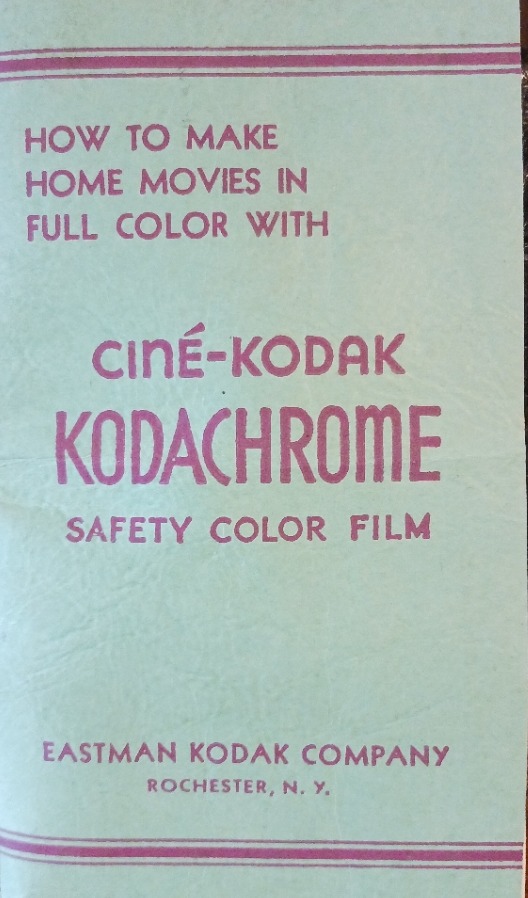 HOW TO MAKE
HOME MOVIES IN
FULL COLOR WITH
CINÉ-KODAK
KODACHROME
SAFETY COLOR FILM
EASTMAN KODAK COMPANY
ROCHESTER, N. Y.